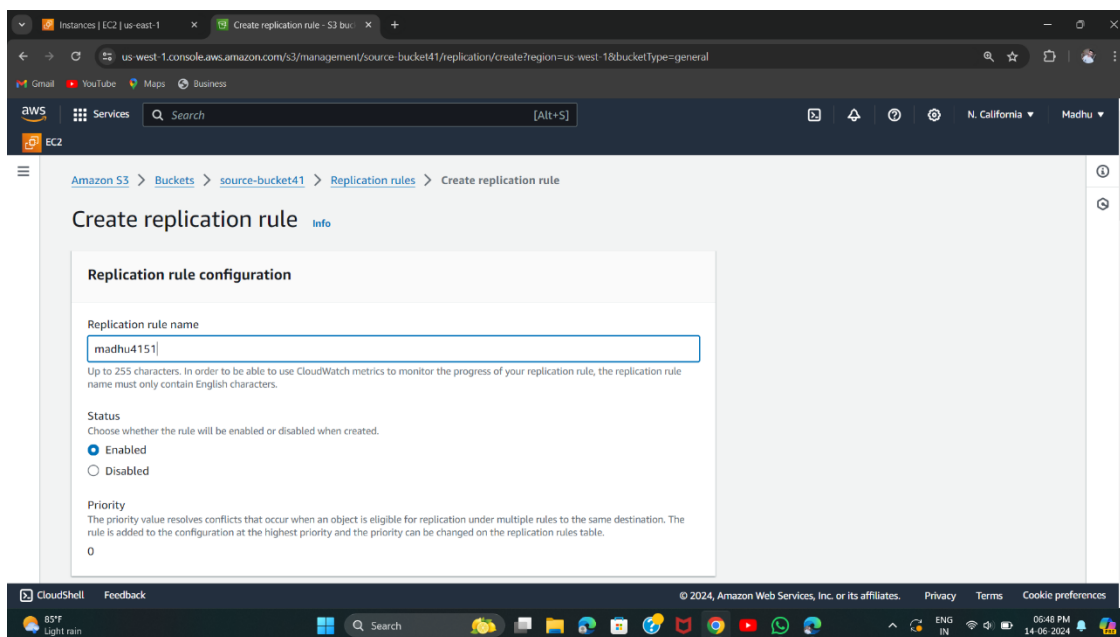 Instances | EC2 | us-east-1
Create replication rule - S3 buc
us-west-1.console.aws.amazon.com/s3/management/source-bucket41/replication/create?region=us-west-1&bucketType=general
Gmail YouTube Maps Business
aws Services Search [Alt+S] N. California Madhu
EC2
Amazon S3 > Buckets > source-bucket41 > Replication rules > Create replication rule
Create replication rule Info
Replication rule configuration
Replication rule name
madhu4151
Up to 255 characters. In order to be able to use CloudWatch metrics to monitor the progress of your replication rule, the replication rule
name must only contain English characters.
Status
Choose whether the rule will be enabled or disabled when created.
Enabled
Disabled
Priority
The priority value resolves conflicts that occur when an object is eligible for replication under multiple rules to the same destination. The
rule is added to the configuration at the highest priority and the priority can be changed on the replication rules table.
0
CloudShell Feedback © 2024, Amazon Web Services, Inc. or its affiliates. Privacy Terms Cookie preferences
85°F
Light rain
Search
ENG
IN
06:48 PM
14-06-2024